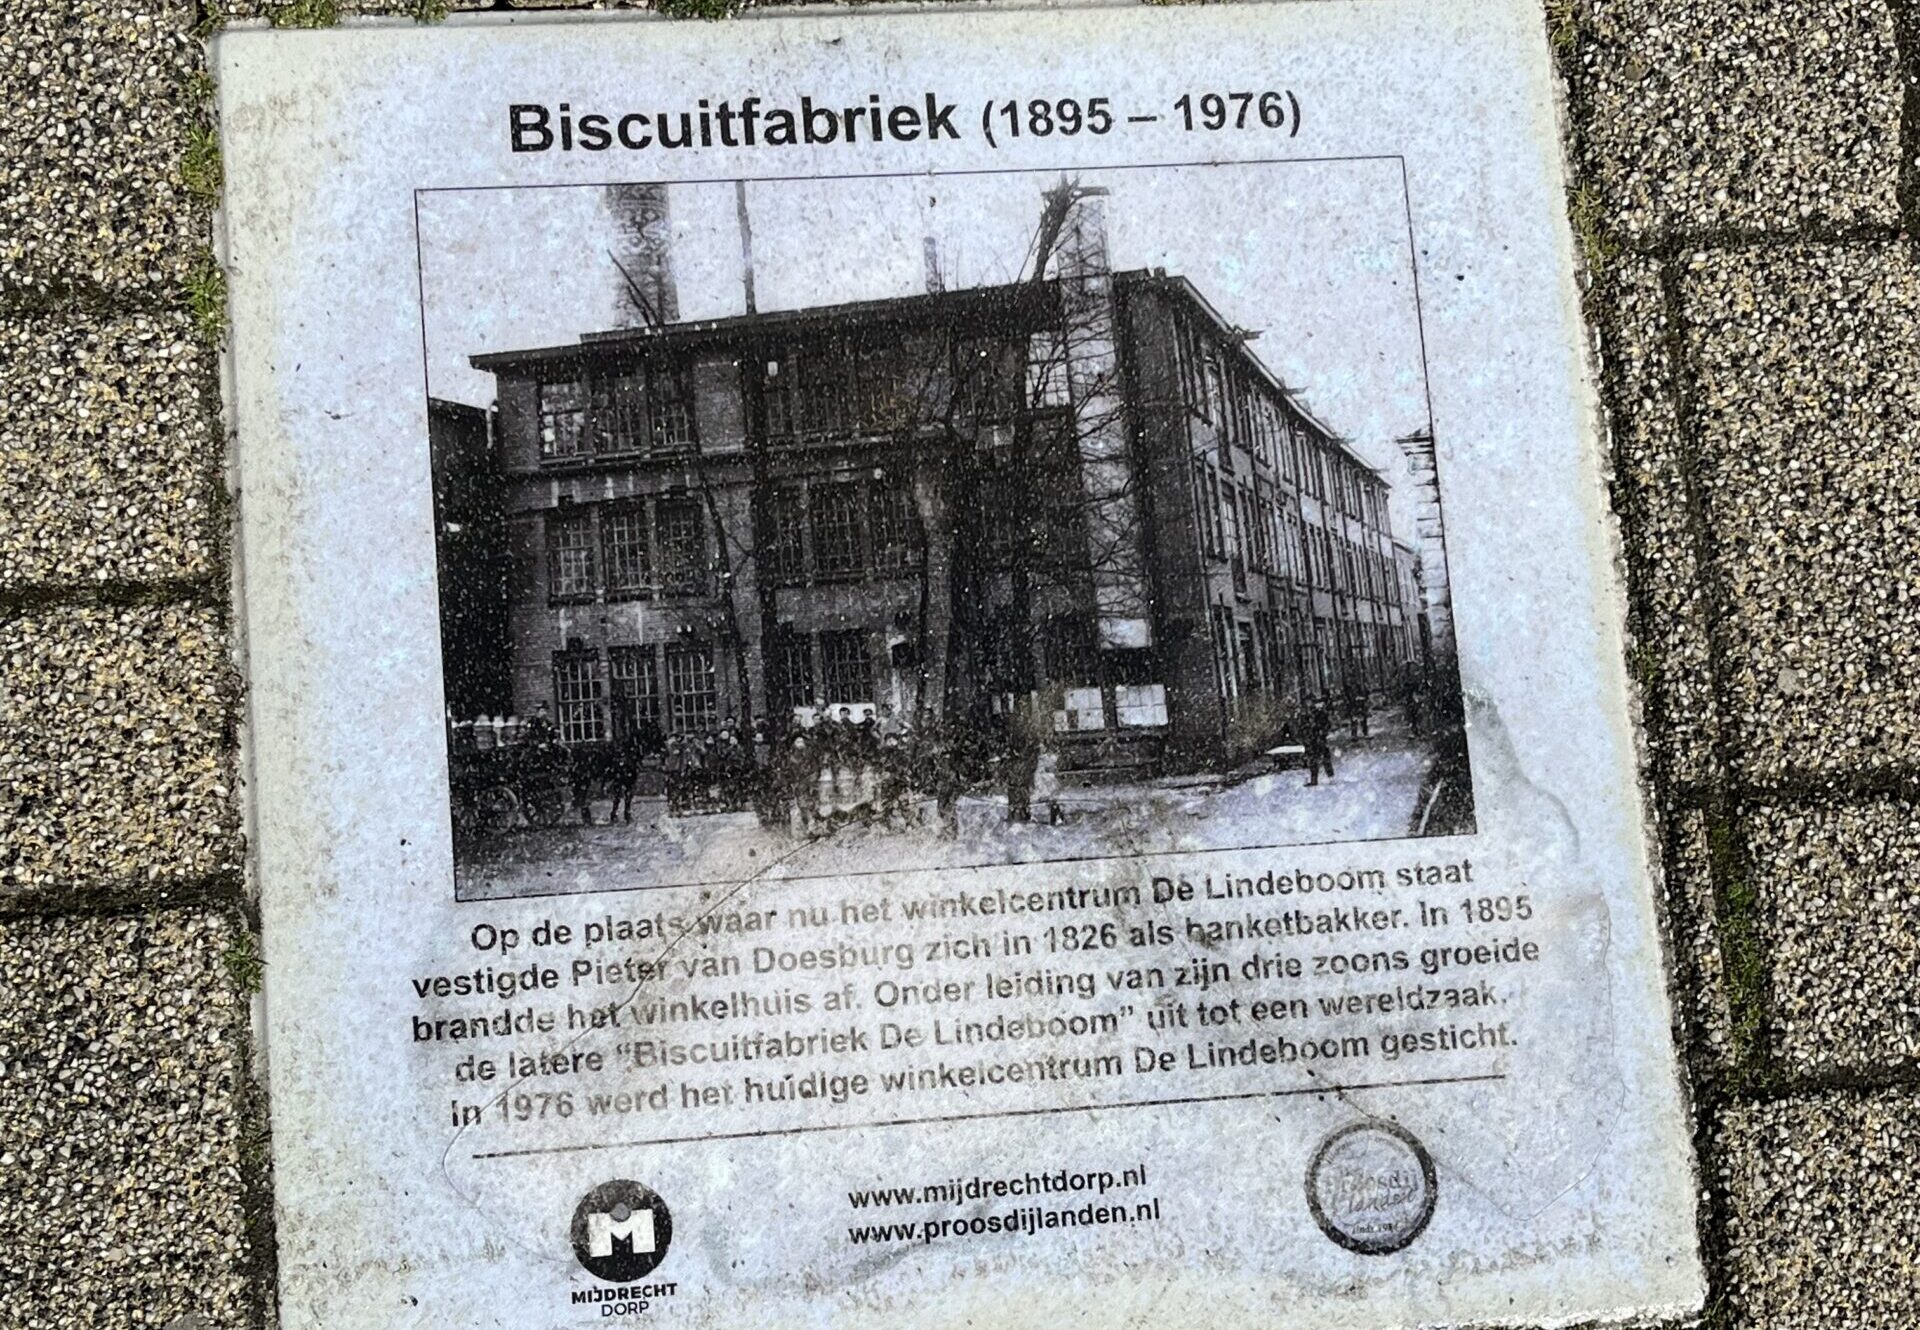 Biscuitfabriek (1895 – 1976)
Op de plaats waar nu het winkelcentrum De Lindeboom staat
vestigde Pieter van Doesburg zich in 1826 als banketbakker. In 1895
brandde het winkelhuis af. Onder leiding van zijn drie zoons groeide
de latere “Biscuitfabriek De Lindeboom” uit tot een wereldzaak.
In 1976 werd het huidige winkelcentrum De Lindeboom gesticht.
www.mijdrechtdorp.nl
www.proosdijlanden.nl
M
MIJDRECHT
DORP
Proosdij
landen